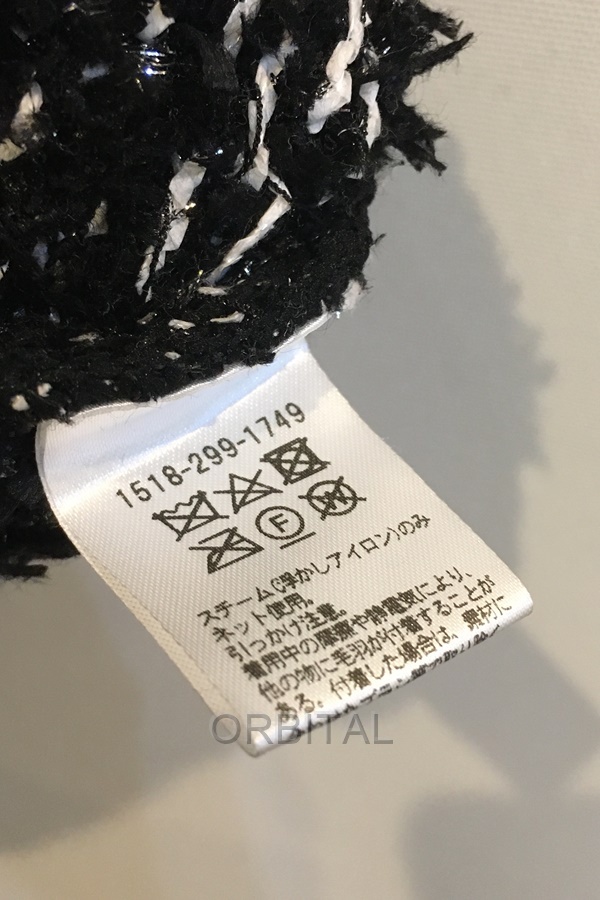 1518-299-1749
F W
スチーム(浮かしアイロン)のみ
ネット使用。
引っかけ注意。
着用中の摩擦や静電気により、
他の物に毛羽が付着することが
ある。付着した場合は、素材に
ORBITAL